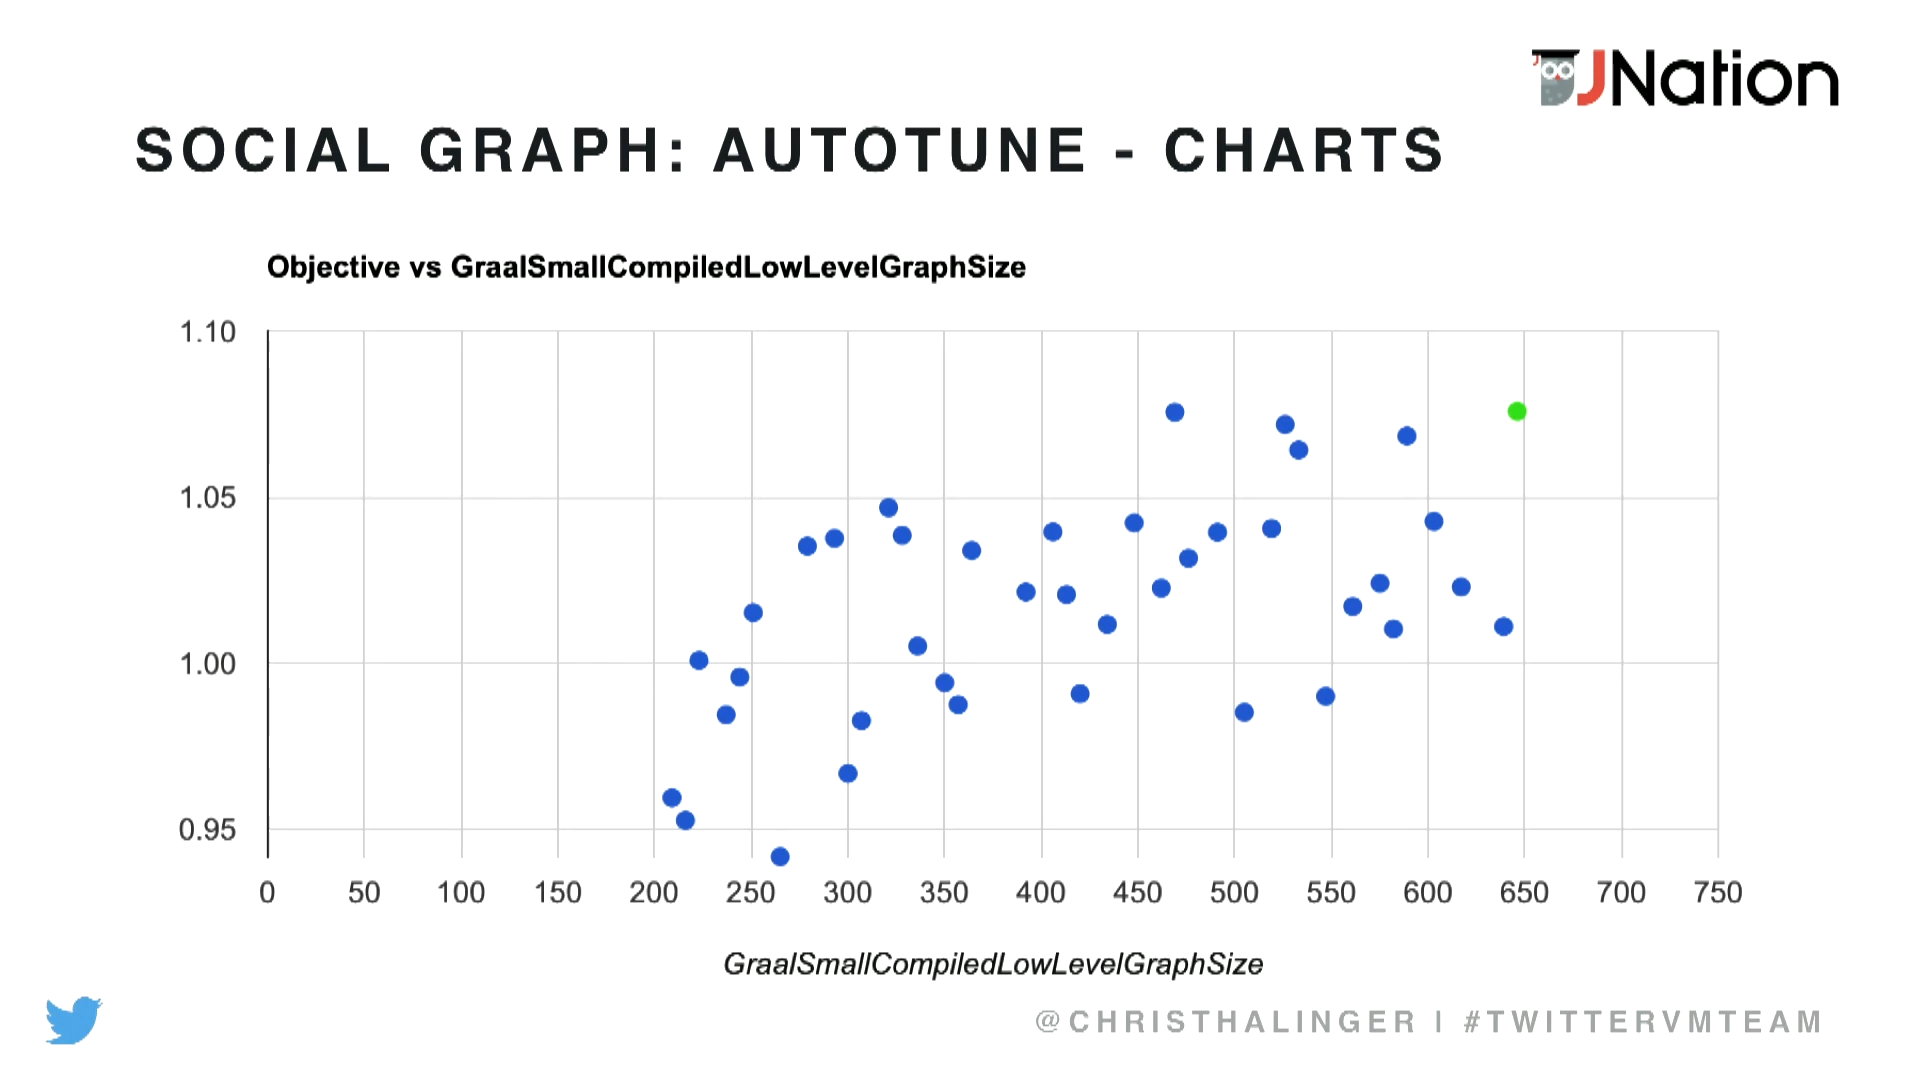 JNation
SOCIAL GRAPH: AUTOTUNE - CHARTS
Objective vs GraalSmallCompiledLowLevelGraphSize
1.10
1.05
1.00
0.95
0 50 100 150 200 250 300 350 400 450 500 550 600 650 700 750
GraalSmallCompiledLowLevelGraphSize
@CHRISTHALINGER | #TWITTERVMTEAM